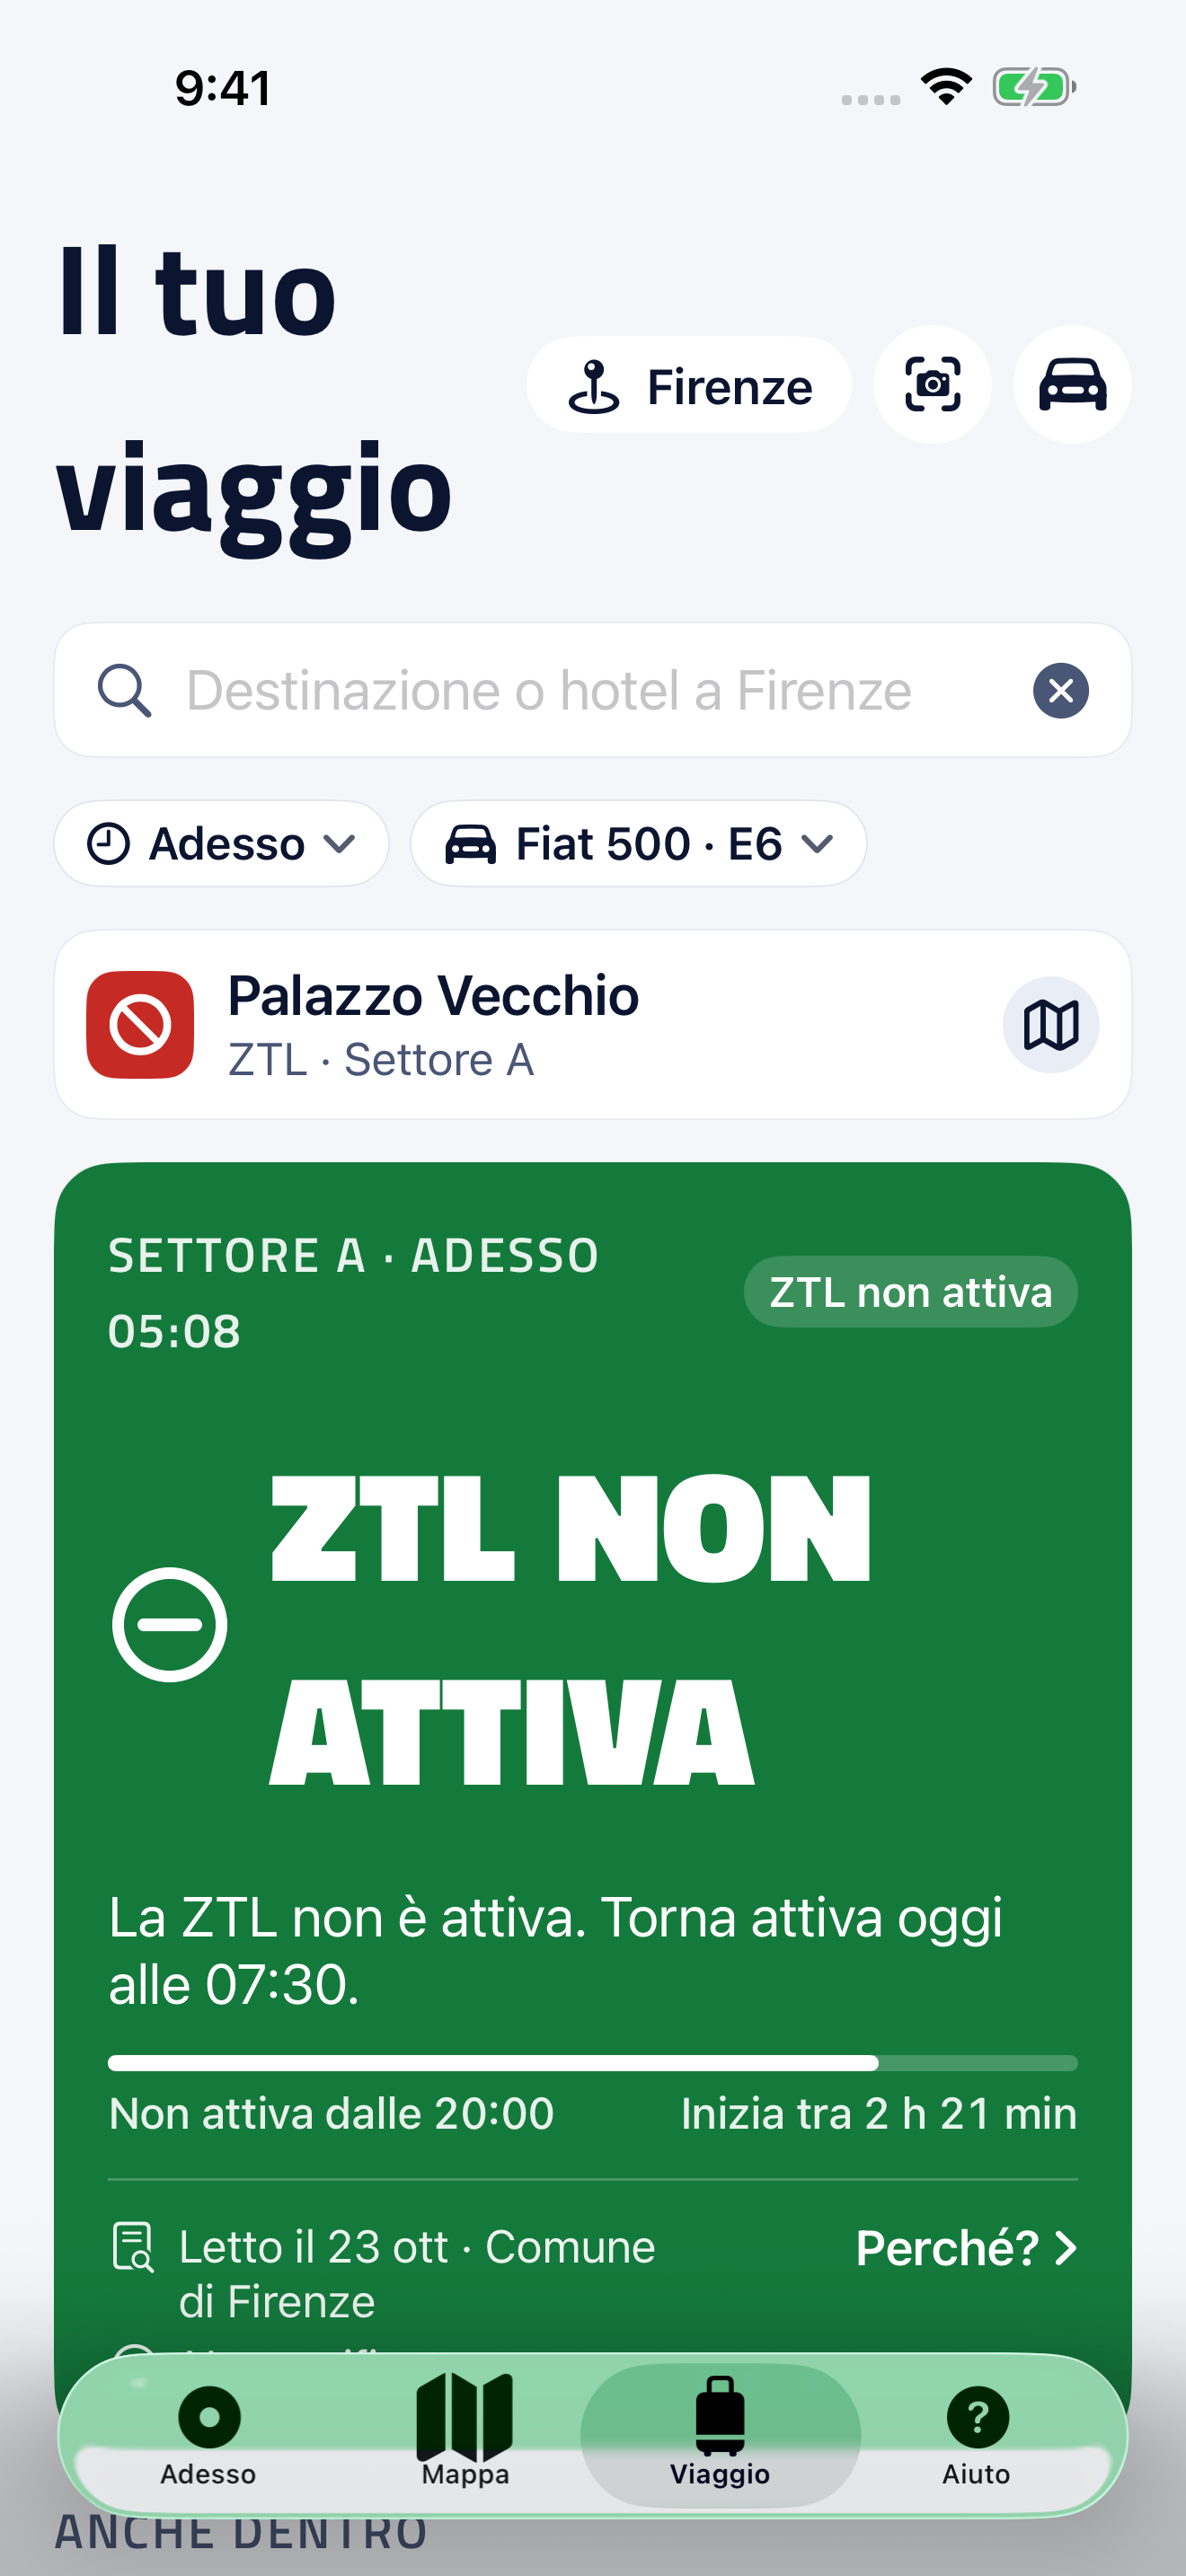 9:41
Il tuo
viaggio
Firenze
Destinazione o hotel a Firenze
Adesso
Fiat 500 · E6
Palazzo Vecchio
ZTL · Settore A
SETTORE A · ADESSO
05:08
ZTL non attiva
ZTL NON
ATTIVA
La ZTL non è attiva. Torna attiva oggi
alle 07:30.
Non attiva dalle 20:00
Inizia tra 2 h 21 min
Letto il 23 ott · Comune
di Firenze
Perché?
Adesso
Mappa
Viaggio
Aiuto
ANCHE DENTRO